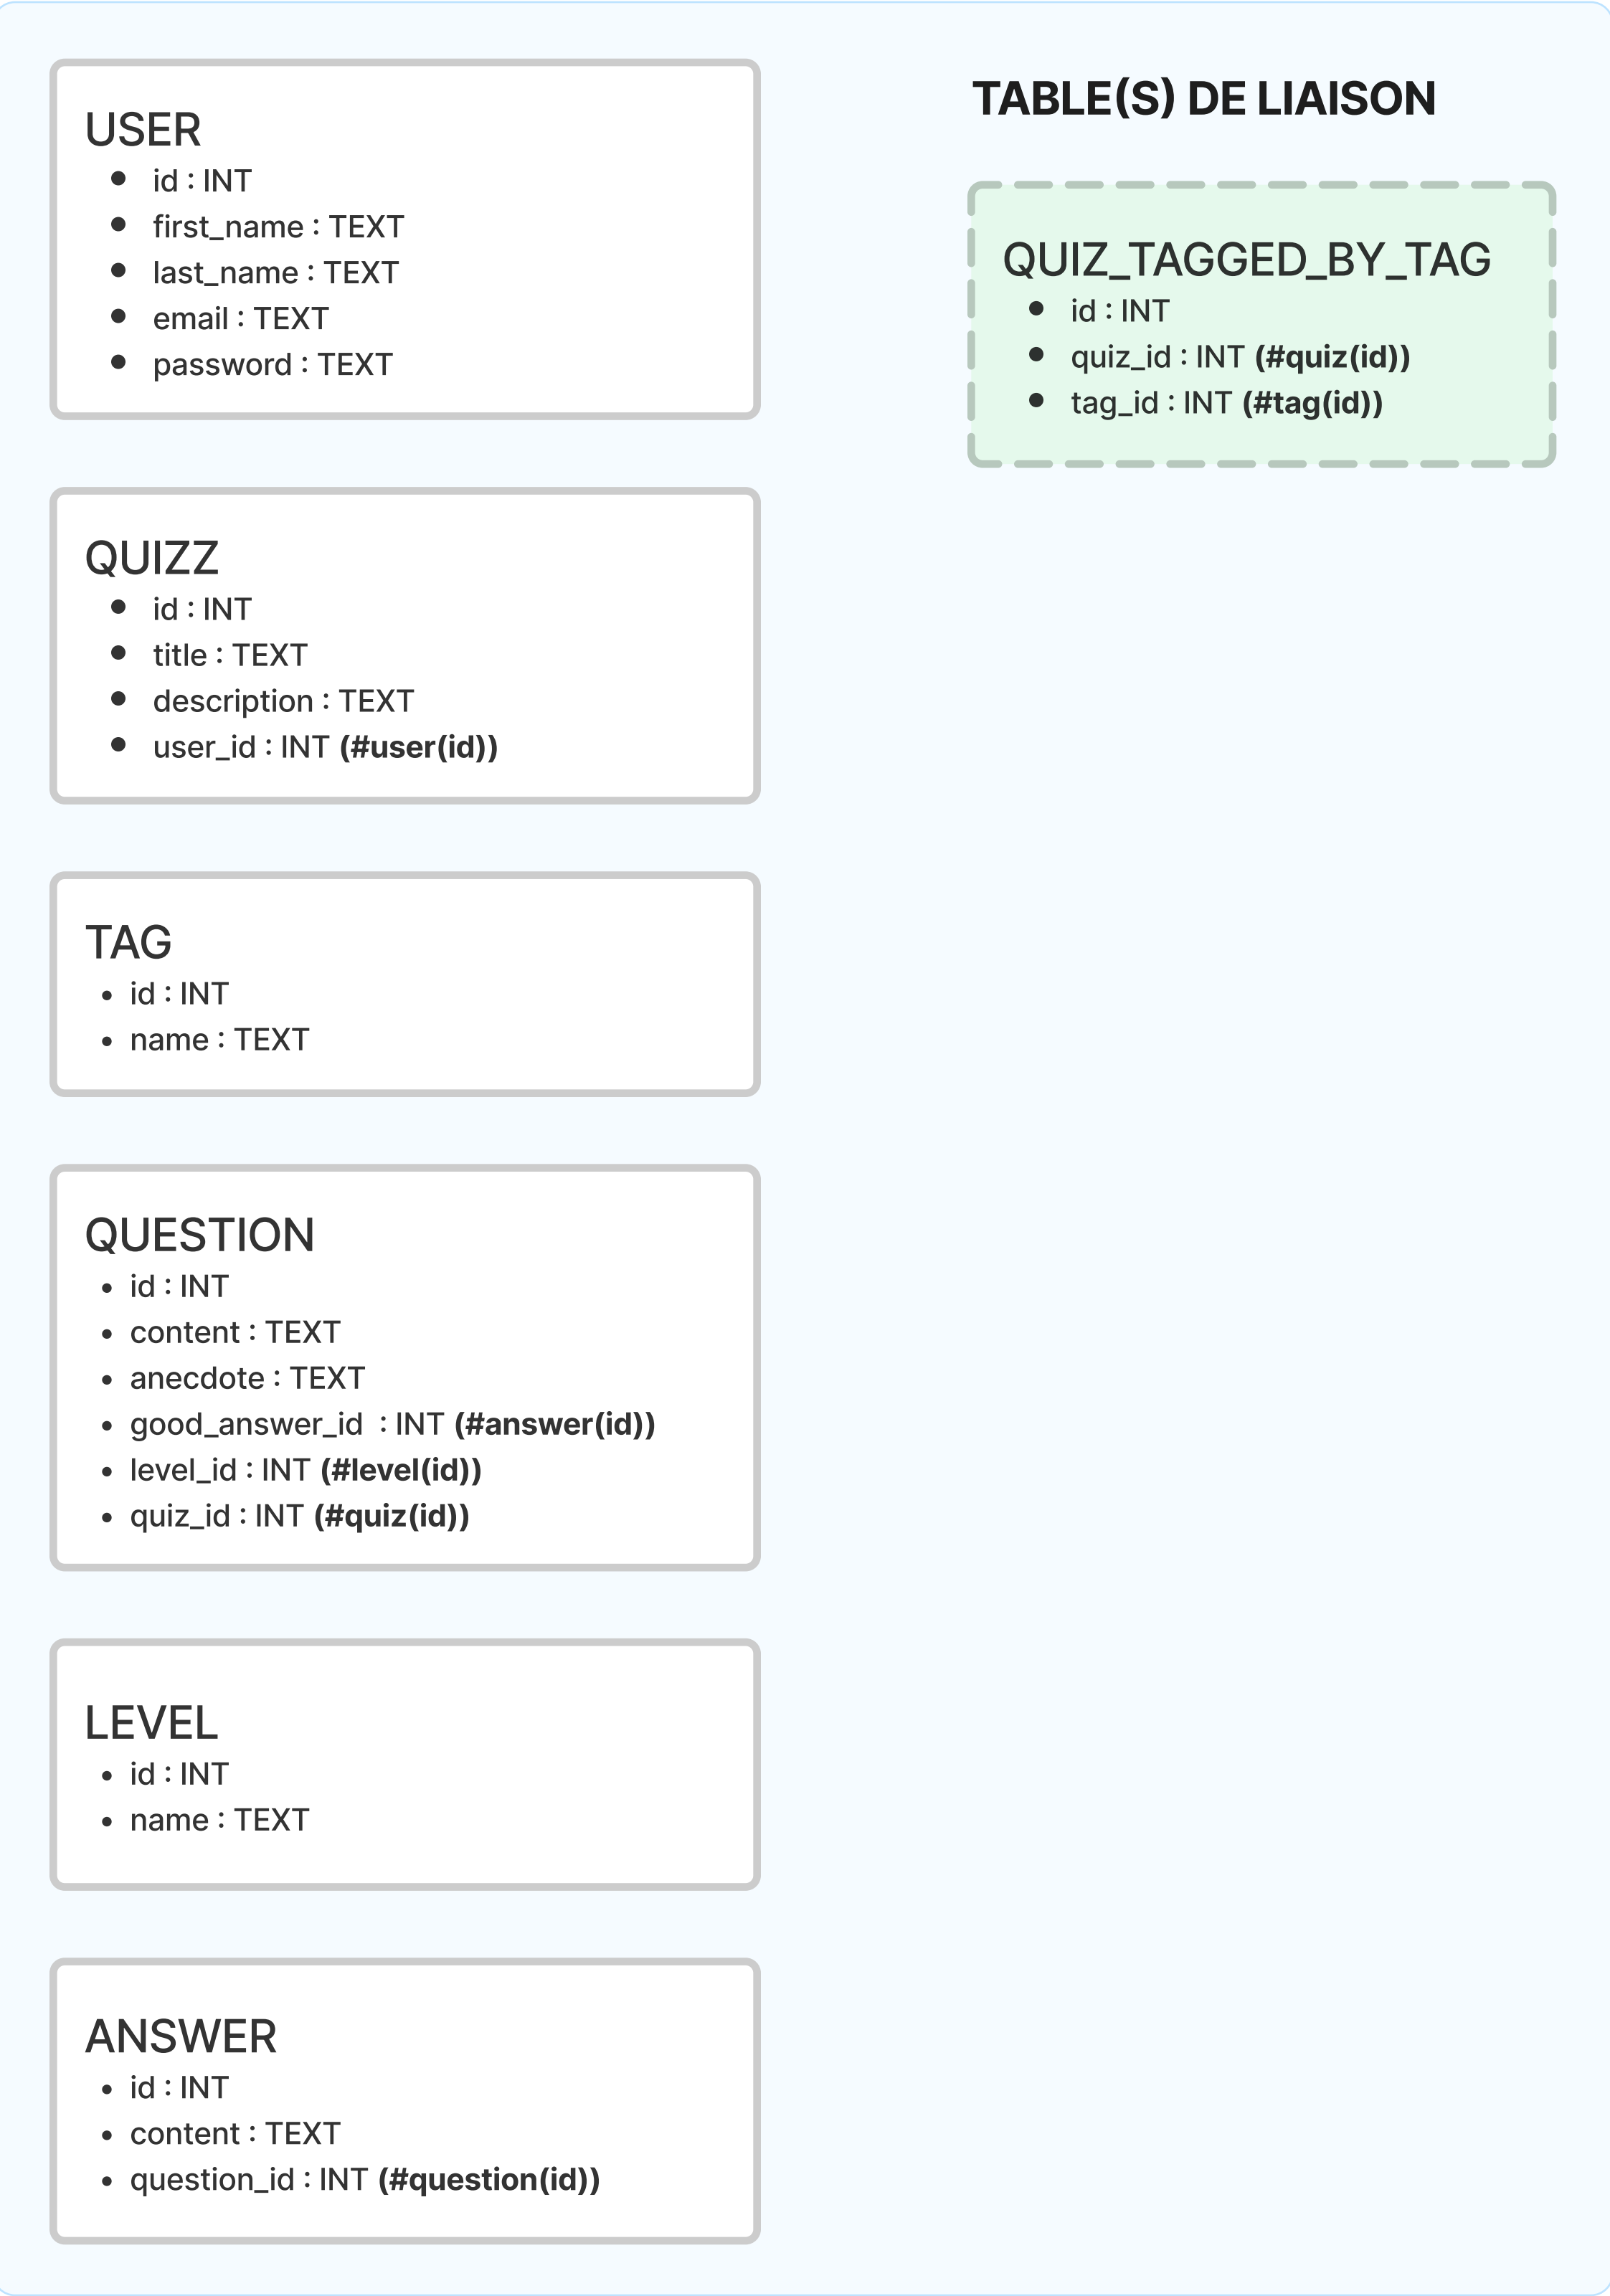 USER
id : INT
first_name : TEXT
last_name : TEXT
email : TEXT
password : TEXT
QUIZZ
id : INT
title : TEXT
description : TEXT
user_id : INT (#user(id))
TAG
id : INT
name : TEXT
QUESTION
id : INT
content : TEXT
anecdote : TEXT
good_answer_id  : INT (#answer(id))
level_id : INT (#level(id))
quiz_id : INT (#quiz(id))
LEVEL
id : INT
name : TEXT
ANSWER
id : INT
content : TEXT
question_id : INT (#question(id))
TABLE(S) DE LIAISON
QUIZ_TAGGED_BY_TAG
id : INT
quiz_id : INT (#quiz(id))
tag_id : INT (#tag(id))